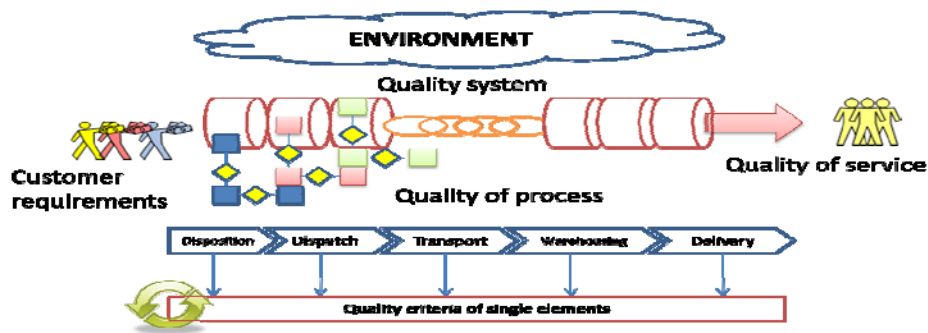 ENVIRONMENT
Quality system
Customer
requirements
Quality of service
Quality of process
Disposition
Dispatch
Transport
Warehousing
Delivery
Quality criteria of single elements